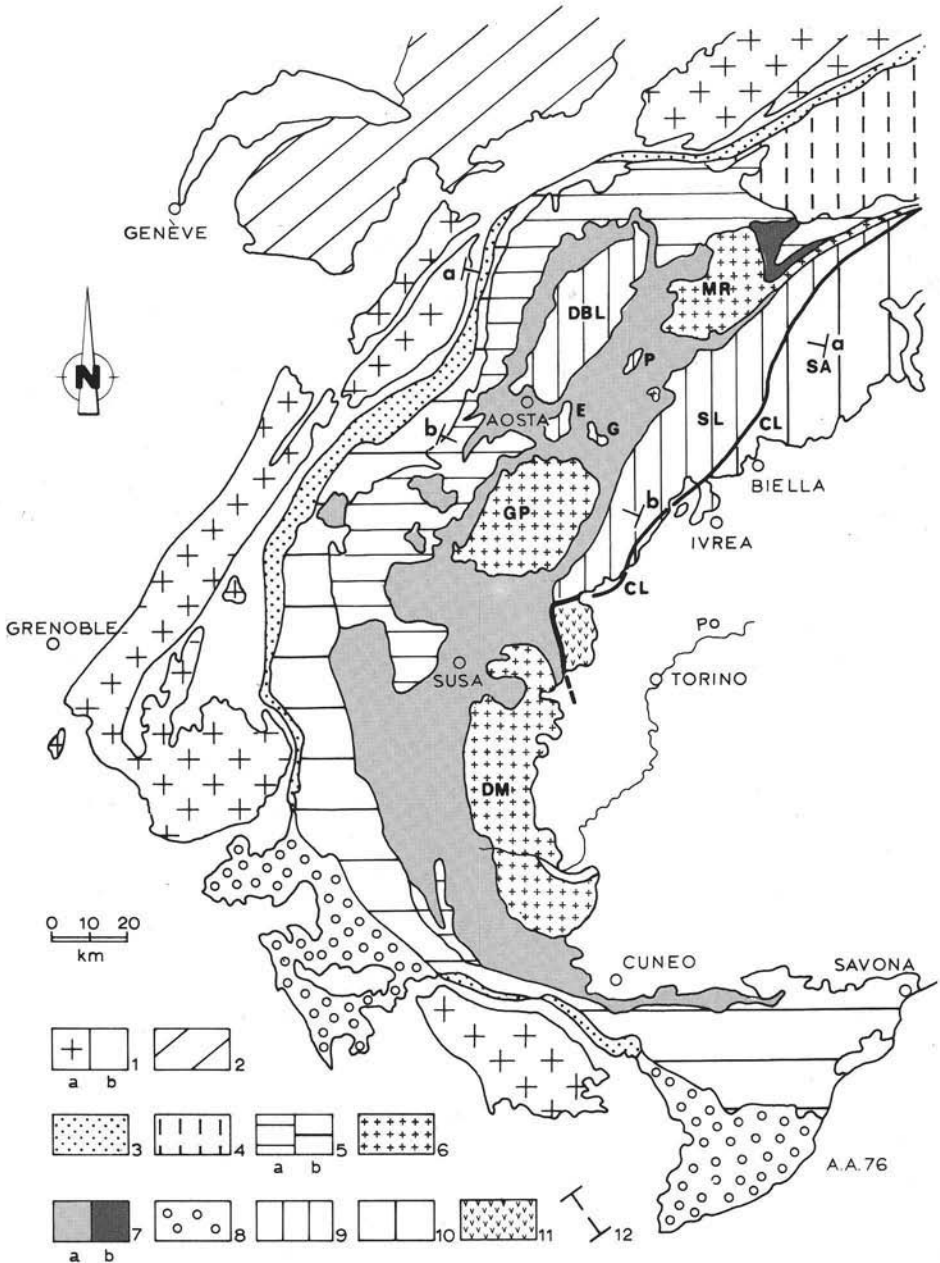 GENÈVE
N
a
MR
DBL
P
a
SA
AOSTA
E
G
SL
CL
b
BIELLA
b
GP
IVREA
CL
GRENOBLE
PO
SUSA
TORINO
DM
0 10 20
km
CUNEO
SAVONA
1
2
a b
3
4
5
6
a b
A.A.76
7
8
9
10
11
12
a b